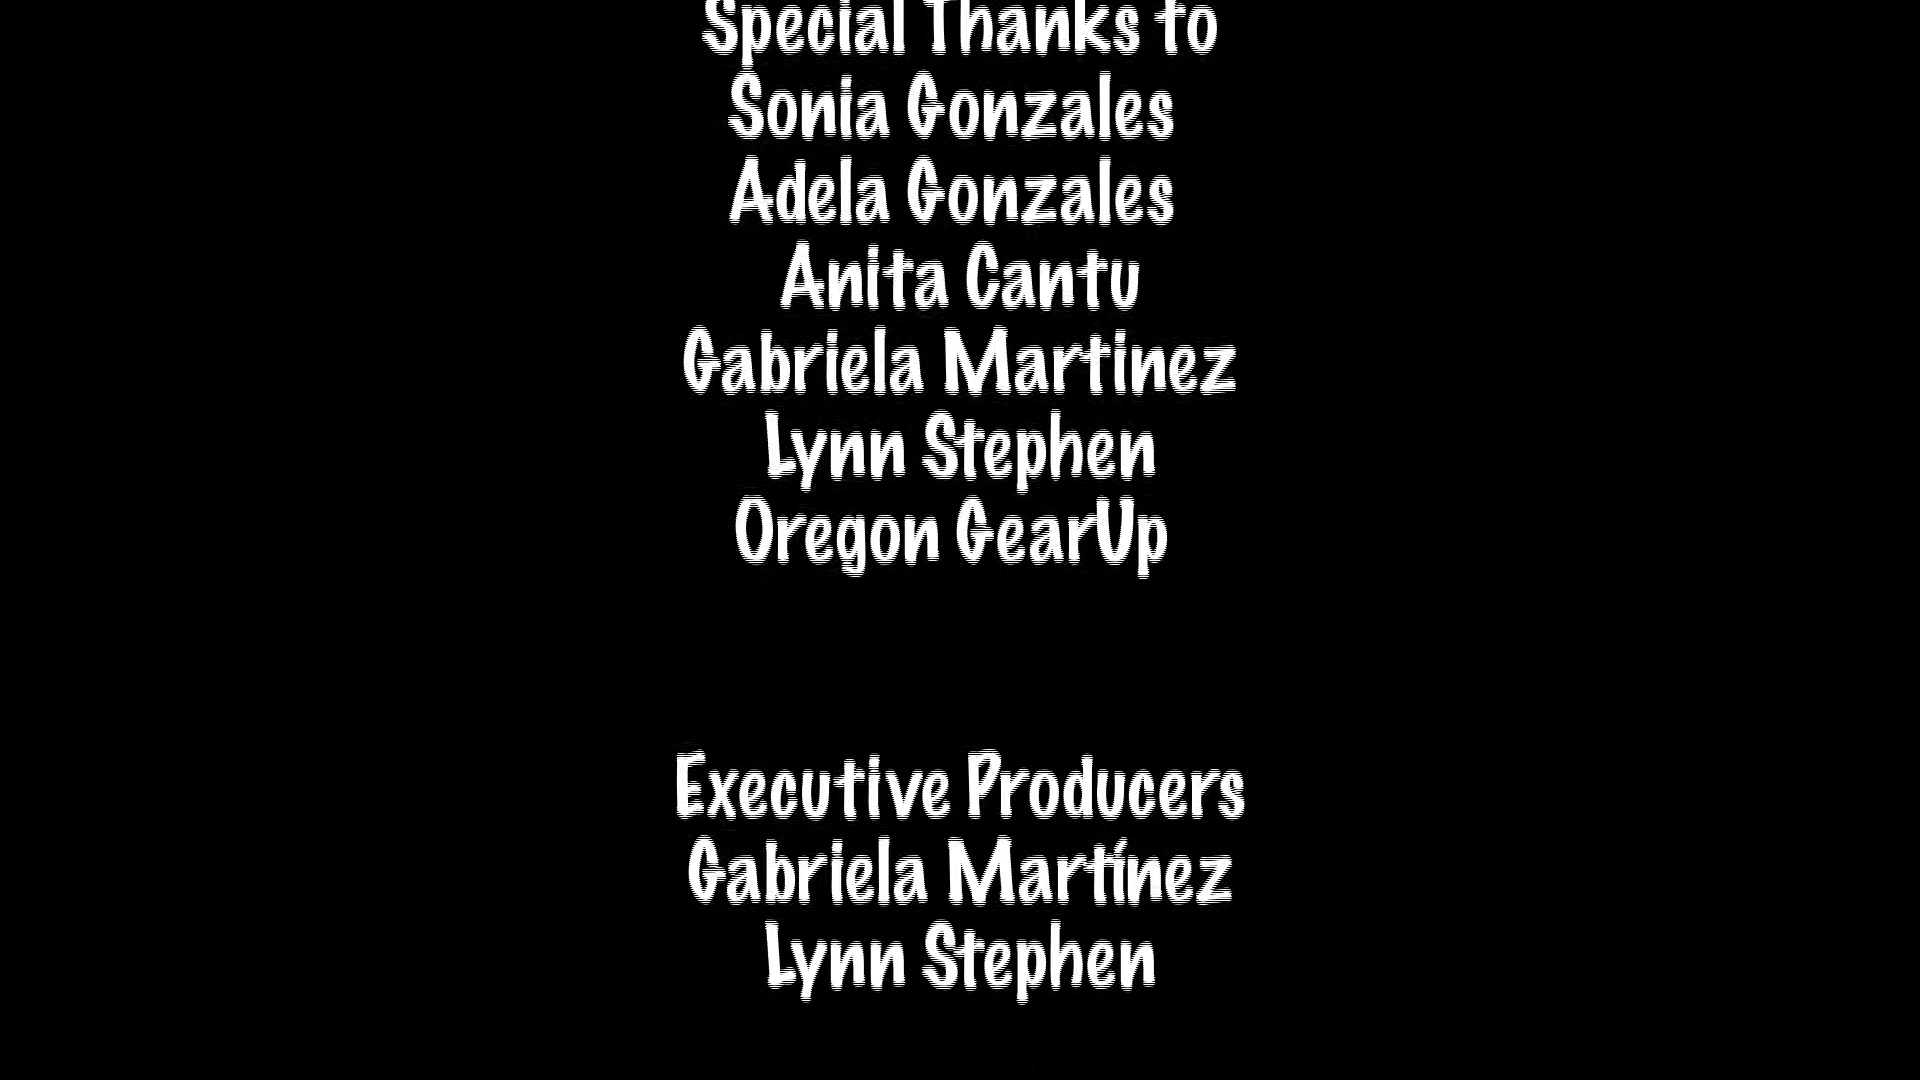 Special Thanks to
Sonia Gonzales
Adela Gonzales
Anita Cantu
Gabriela Martinez
Lynn Stephen
Oregon GearUp
Executive Producers
Gabriela Martínez
Lynn Stephen